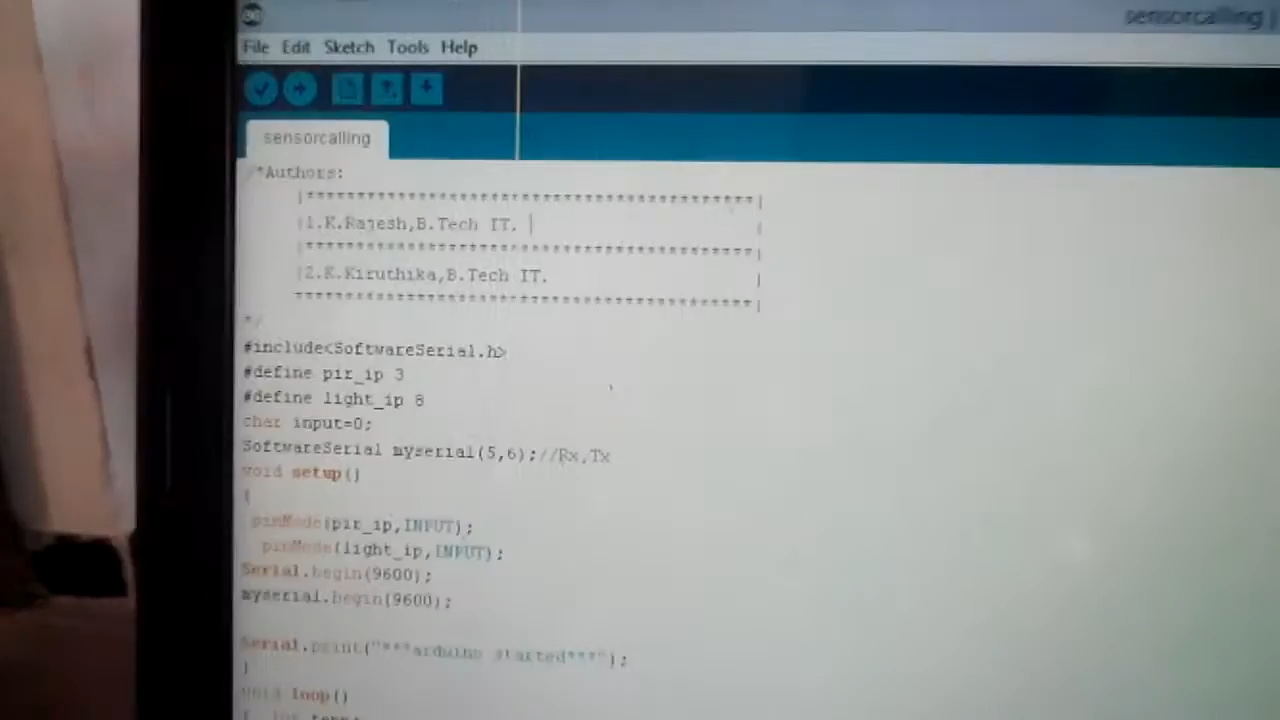 sensorcalling
File Edit Sketch Tools Help
sensorcalling
/*Authors:
|*********************************************|
|1.K.Rajesh,B.Tech IT. |
|*********************************************|
|2.K.Kiruthika,B.Tech IT. |
*********************************************|
*/
#include<SoftwareSerial.h>
#define pir_ip 3
#define light_ip 8
char input=0;
SoftwareSerial myserial(5,6);//Rx,Tx
void setup()
{
pinMode(pir_ip,INPUT);
pinMode(light_ip,INPUT);
Serial.begin(9600);
myserial.begin(9600);
Serial.print("***arduino started***");
}
void loop()
{ int temp;